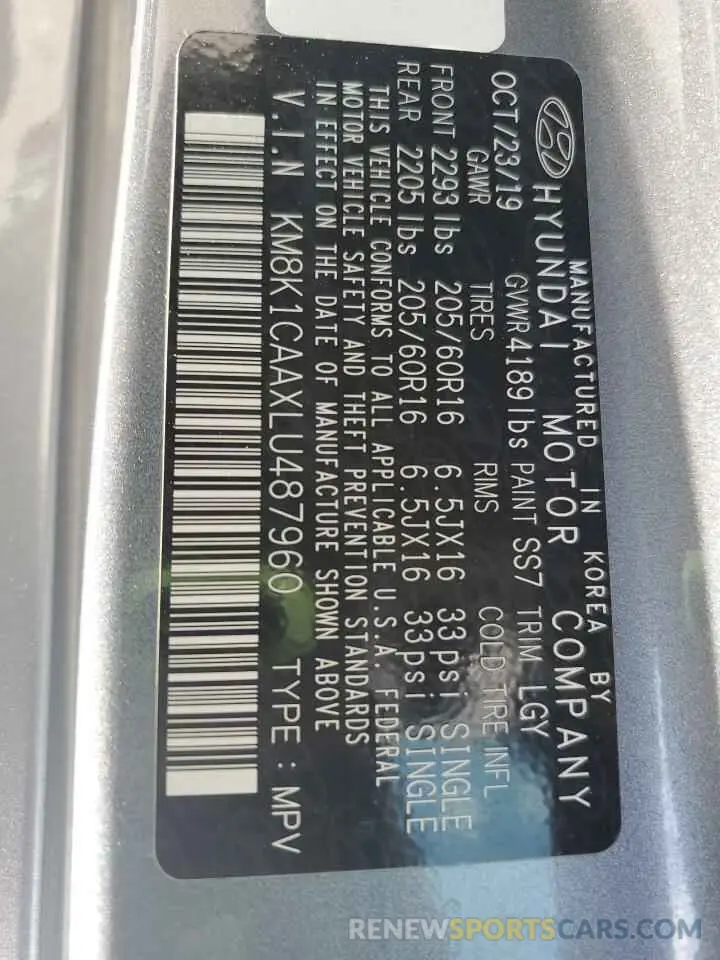 MANUFACTURED IN KOREA BY
HYUNDAI MOTOR COMPANY
OCT/23/19 GVWR4189lbs PAINT SS7 TRIM LGY
GAWR TIRES RIMS COLD TIRE INFL
FRONT 2293 lbs 205/60R16 6.5JX16 33psi SINGLE
REAR 2205 lbs 205/60R16 6.5JX16 33psi SINGLE
THIS VEHICLE CONFORMS TO ALL APPLICABLE U.S.A. FEDERAL
MOTOR VEHICLE SAFETY AND THEFT PREVENTION STANDARDS
IN EFFECT ON THE DATE OF MANUFACTURE SHOWN ABOVE
V.I.N KM8K1CAAXLU487960 TYPE : MPV
RENEWSPORTSCARS.COM